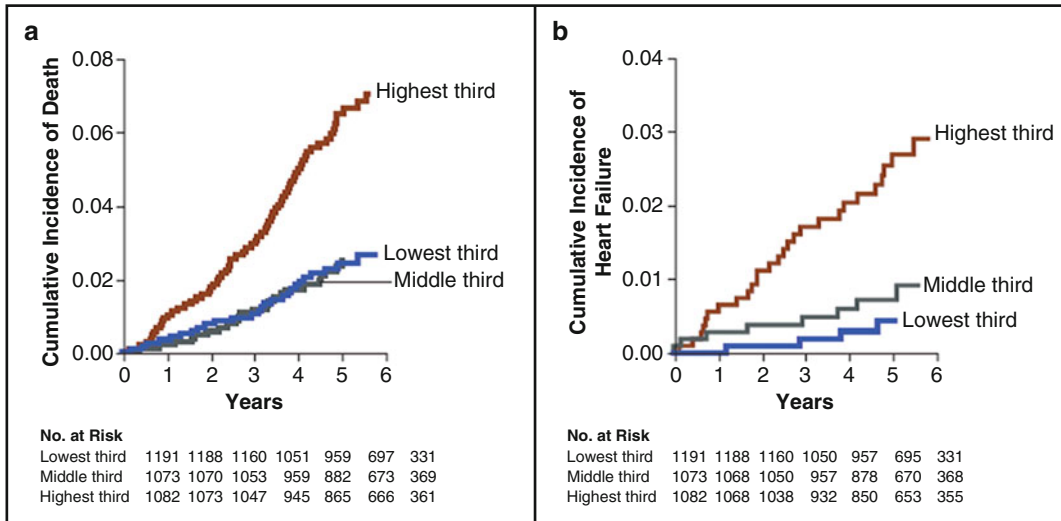 a
Cumulative Incidence of Death
0.08
0.06
0.04
0.02
0.00
Highest third
Lowest third
Middle third
0 1 2 3 4 5 6
Years
No. at Risk
Lowest third 1191 1188 1160 1051 959 697 331
Middle third 1073 1070 1053 959 882 673 369
Highest third 1082 1073 1047 945 865 666 361
b
Cumulative Incidence of
Heart Failure
0.04
0.03
0.02
0.01
0.00
Highest third
Middle third
Lowest third
0 1 2 3 4 5 6
Years
No. at Risk
Lowest third 1191 1188 1160 1050 957 695 331
Middle third 1073 1068 1050 957 878 670 368
Highest third 1082 1068 1038 932 850 653 355